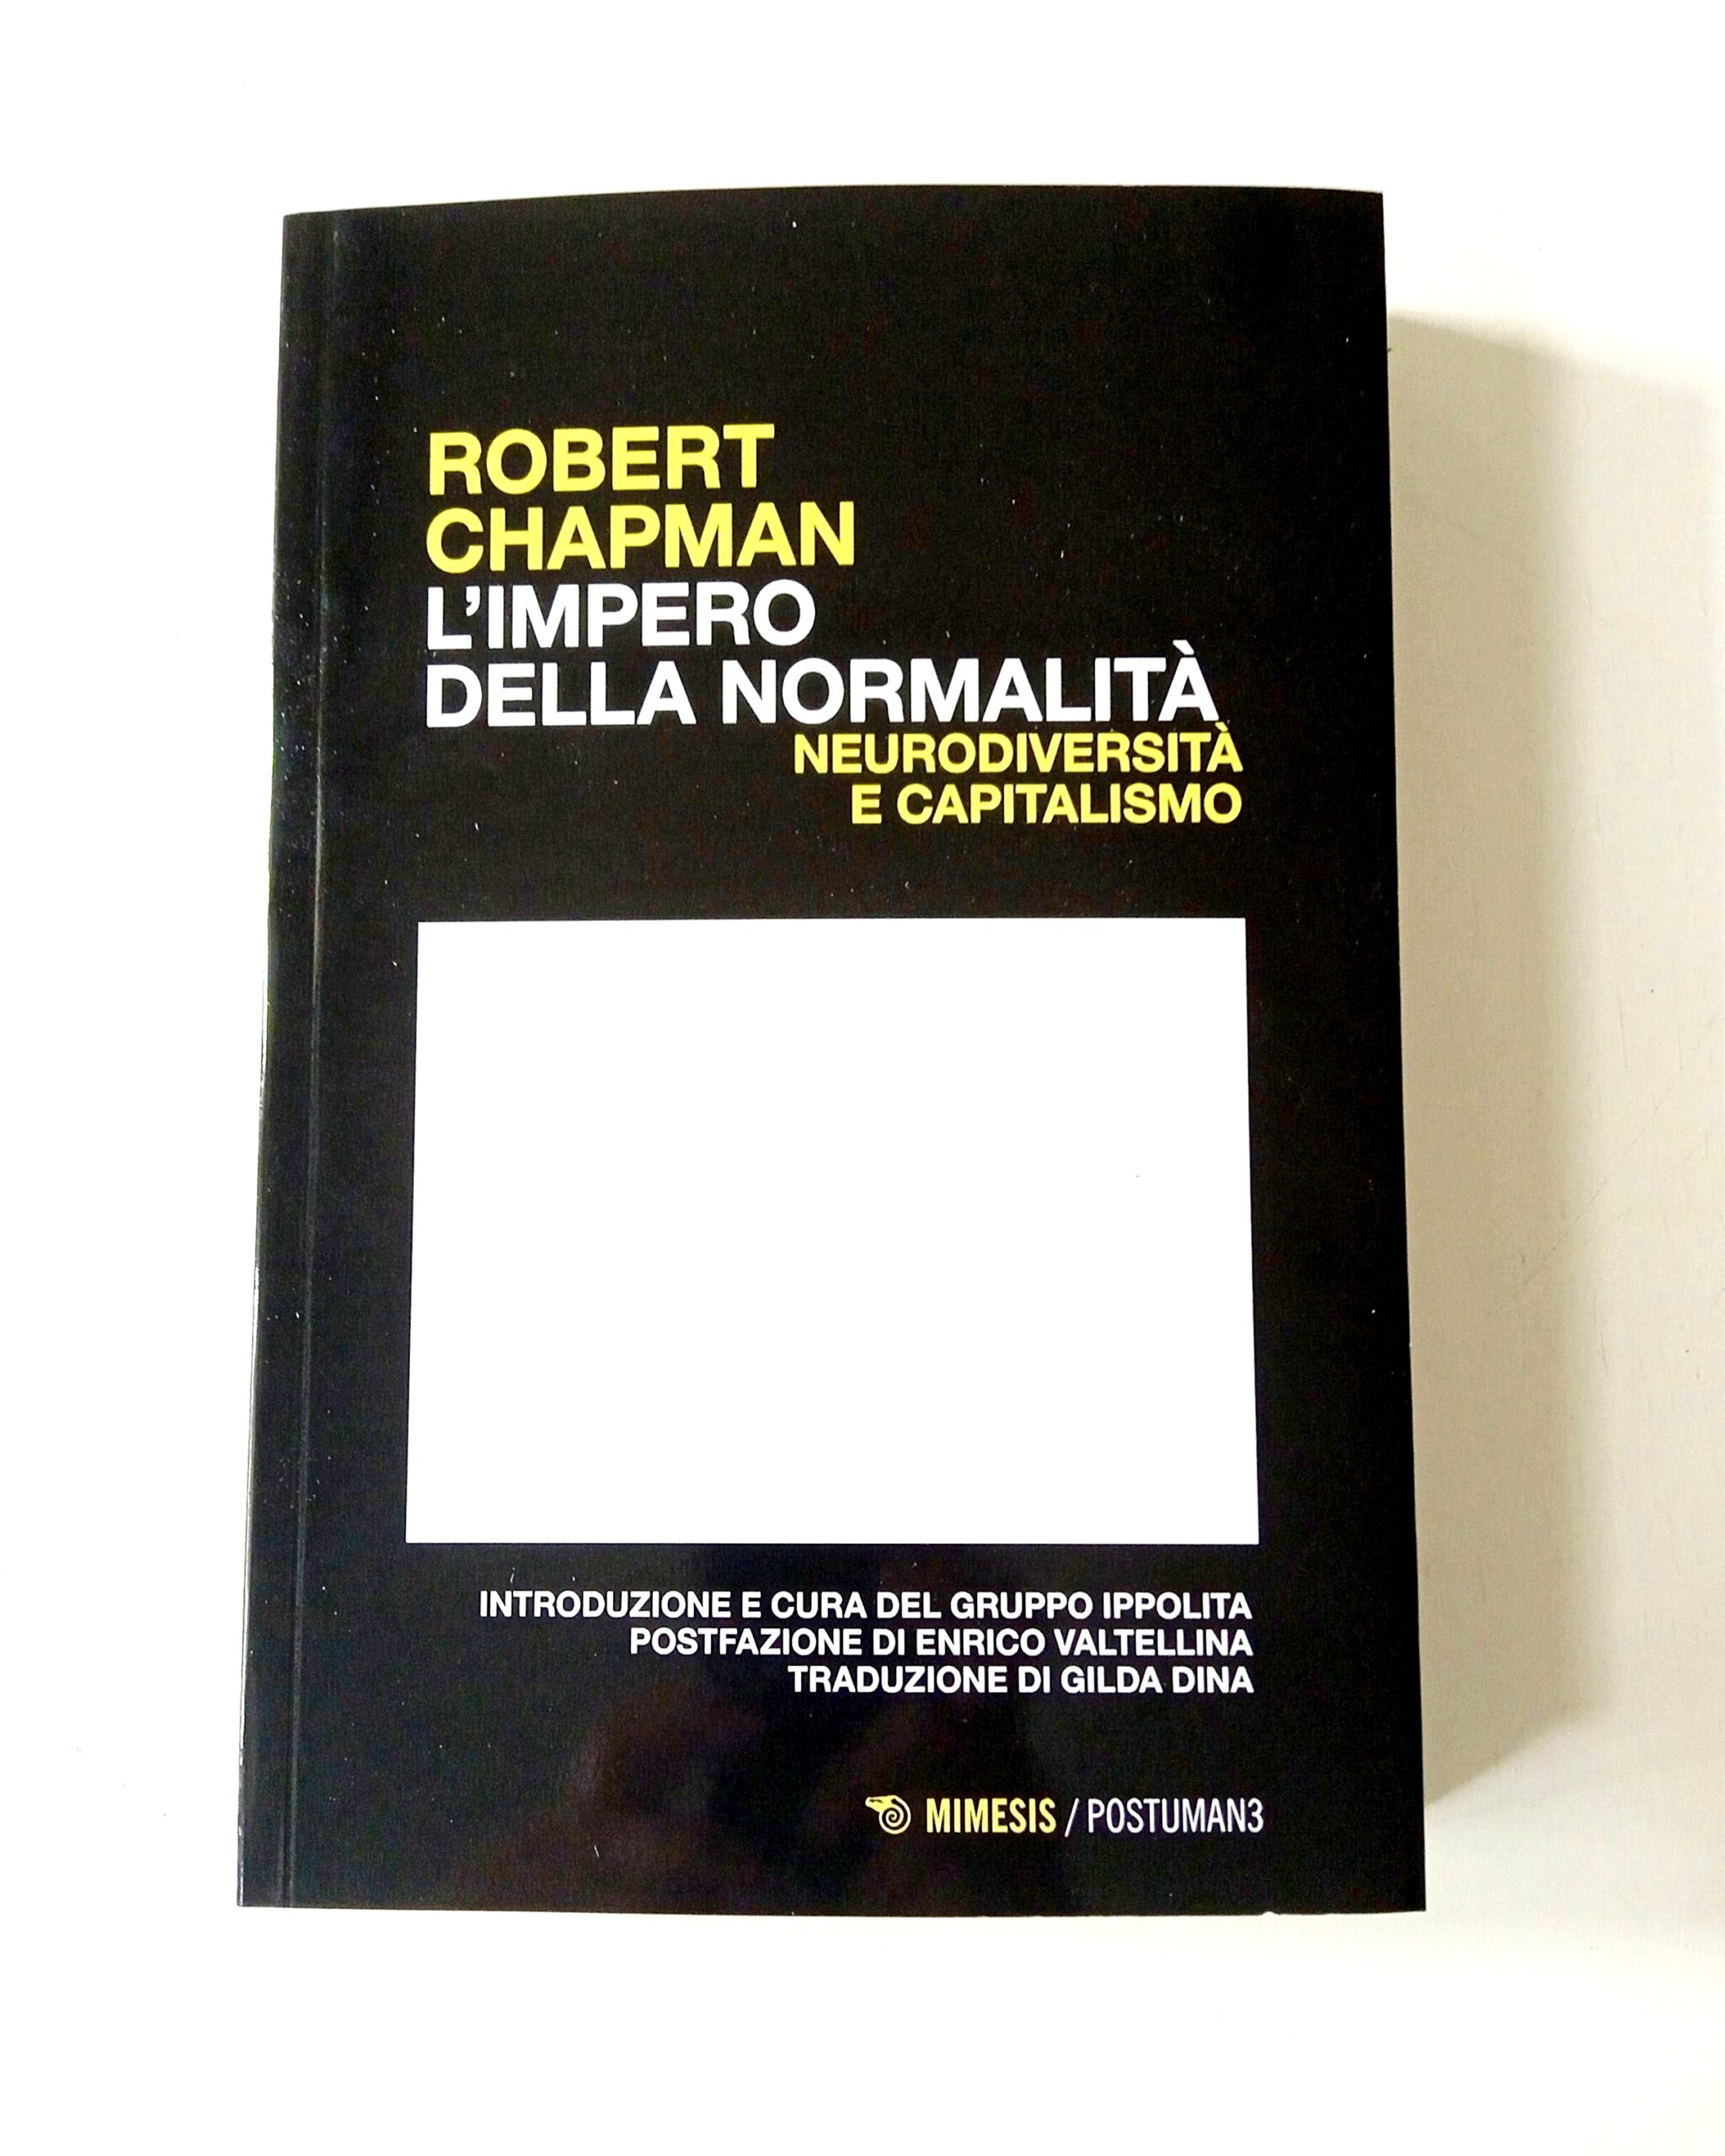 ROBERT
CHAPMAN
L'IMPERO
DELLA NORMALITÀ
NEURODIVERSITÀ
E CAPITALISMO
INTRODUZIONE E CURA DEL GRUPPO IPPOLITA
POSTFAZIONE DI ENRICO VALTELLINA
TRADUZIONE DI GILDA DINA
MIMESIS / POSTUMAN3